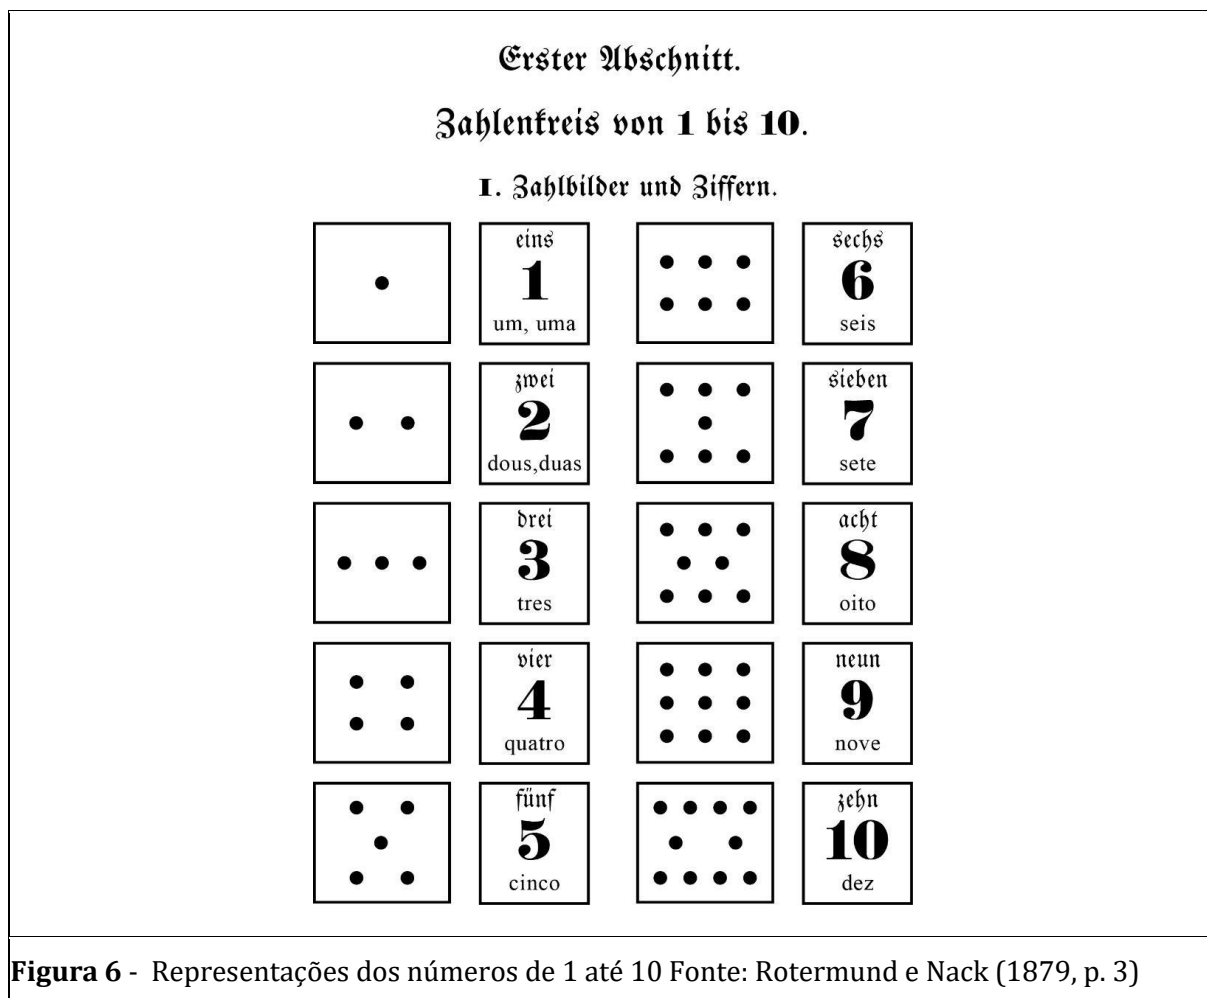 Erster Abschnitt.
Zahlenkreis von 1 bis 10.
I. Zahlbilder und Ziffern.
eins
1
um, uma
sechs
6
seis
zwei
2
dous,duas
sieben
7
sete
drei
3
tres
acht
8
oito
vier
4
quatro
neun
9
nove
fünf
5
cinco
zehn
10
dez
Figura 6 - Representações dos números de 1 até 10 Fonte: Rotermund e Nack (1879, p. 3)